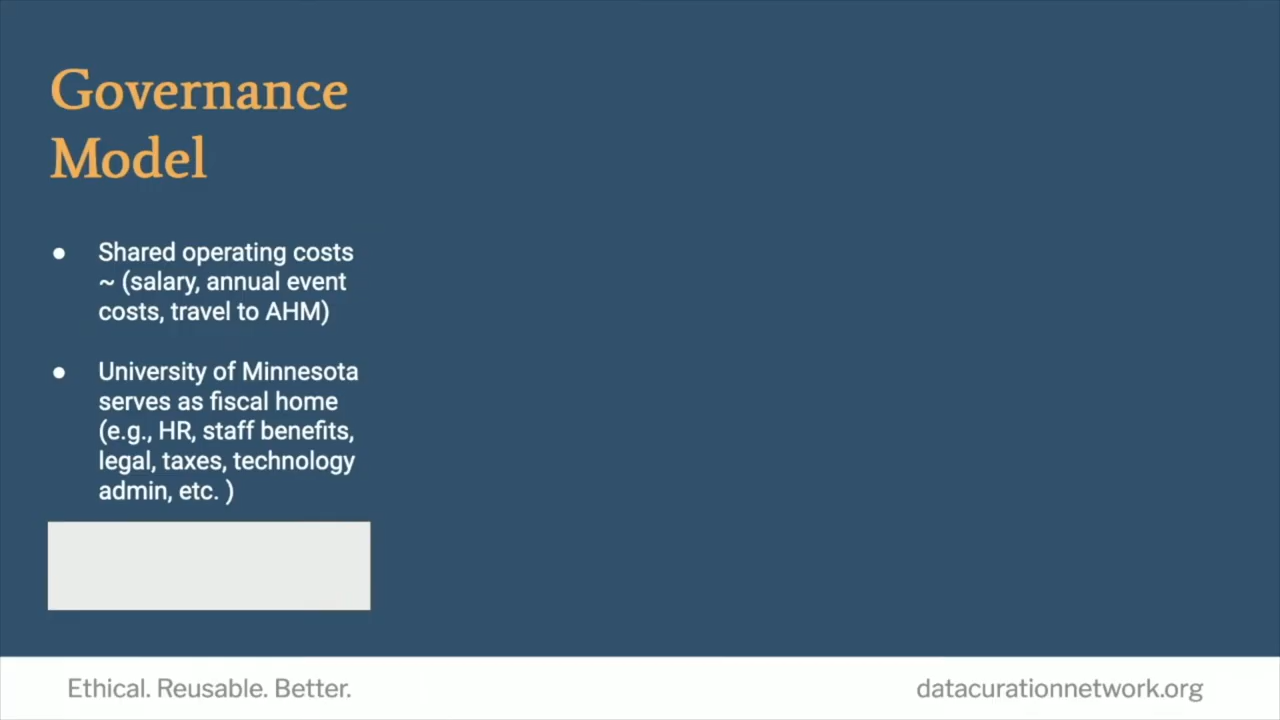 Governance
Model
● Shared operating costs
~ (salary, annual event
costs, travel to AHM)
● University of Minnesota
serves as fiscal home
(e.g., HR, staff benefits,
legal, taxes, technology
admin, etc. )
Ethical. Reusable. Better.
datacurationnetwork.org